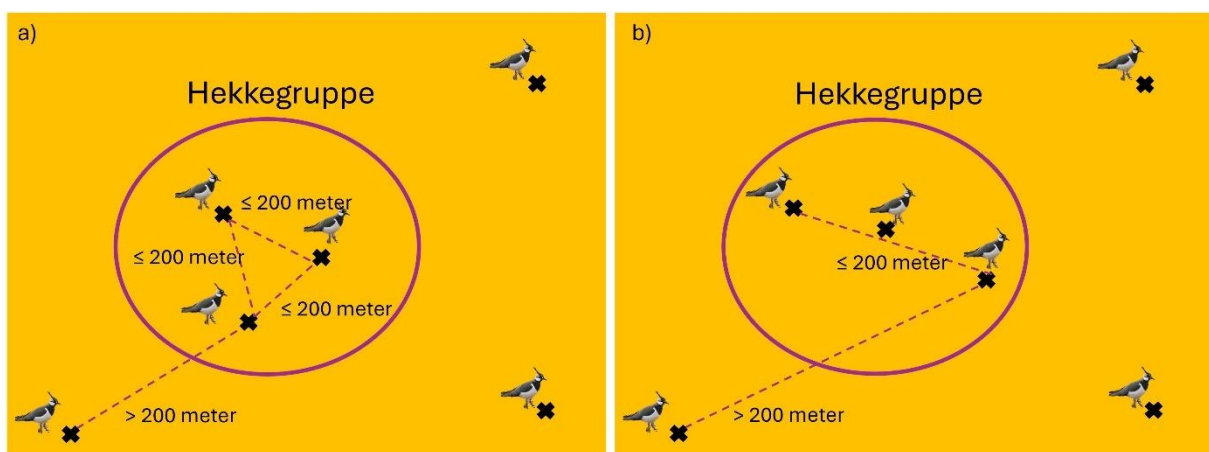 a)
Hekkegruppe
≤ 200 meter
≤ 200 meter
≤ 200 meter
> 200 meter
b)
Hekkegruppe
≤ 200 meter
> 200 meter